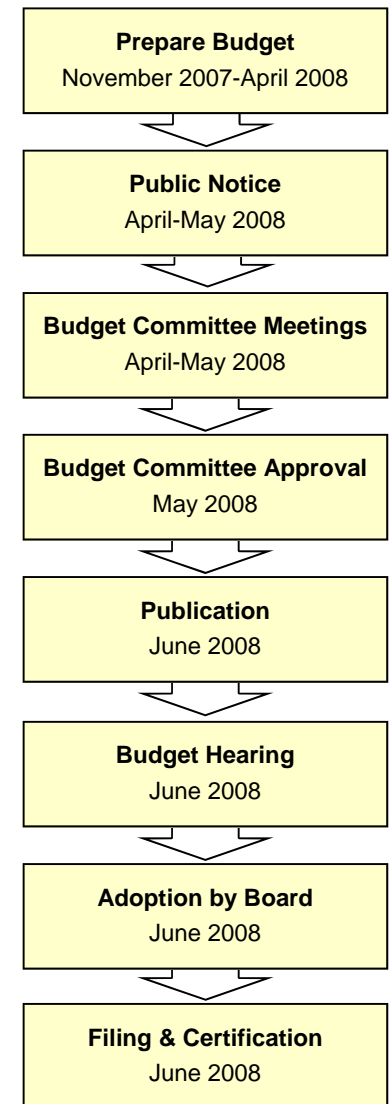 Prepare Budget
November 2007-April 2008
Public Notice
April-May 2008
Budget Committee Meetings
April-May 2008
Budget Committee Approval
May 2008
Publication
June 2008
Budget Hearing
June 2008
Adoption by Board
June 2008
Filing & Certification
June 2008